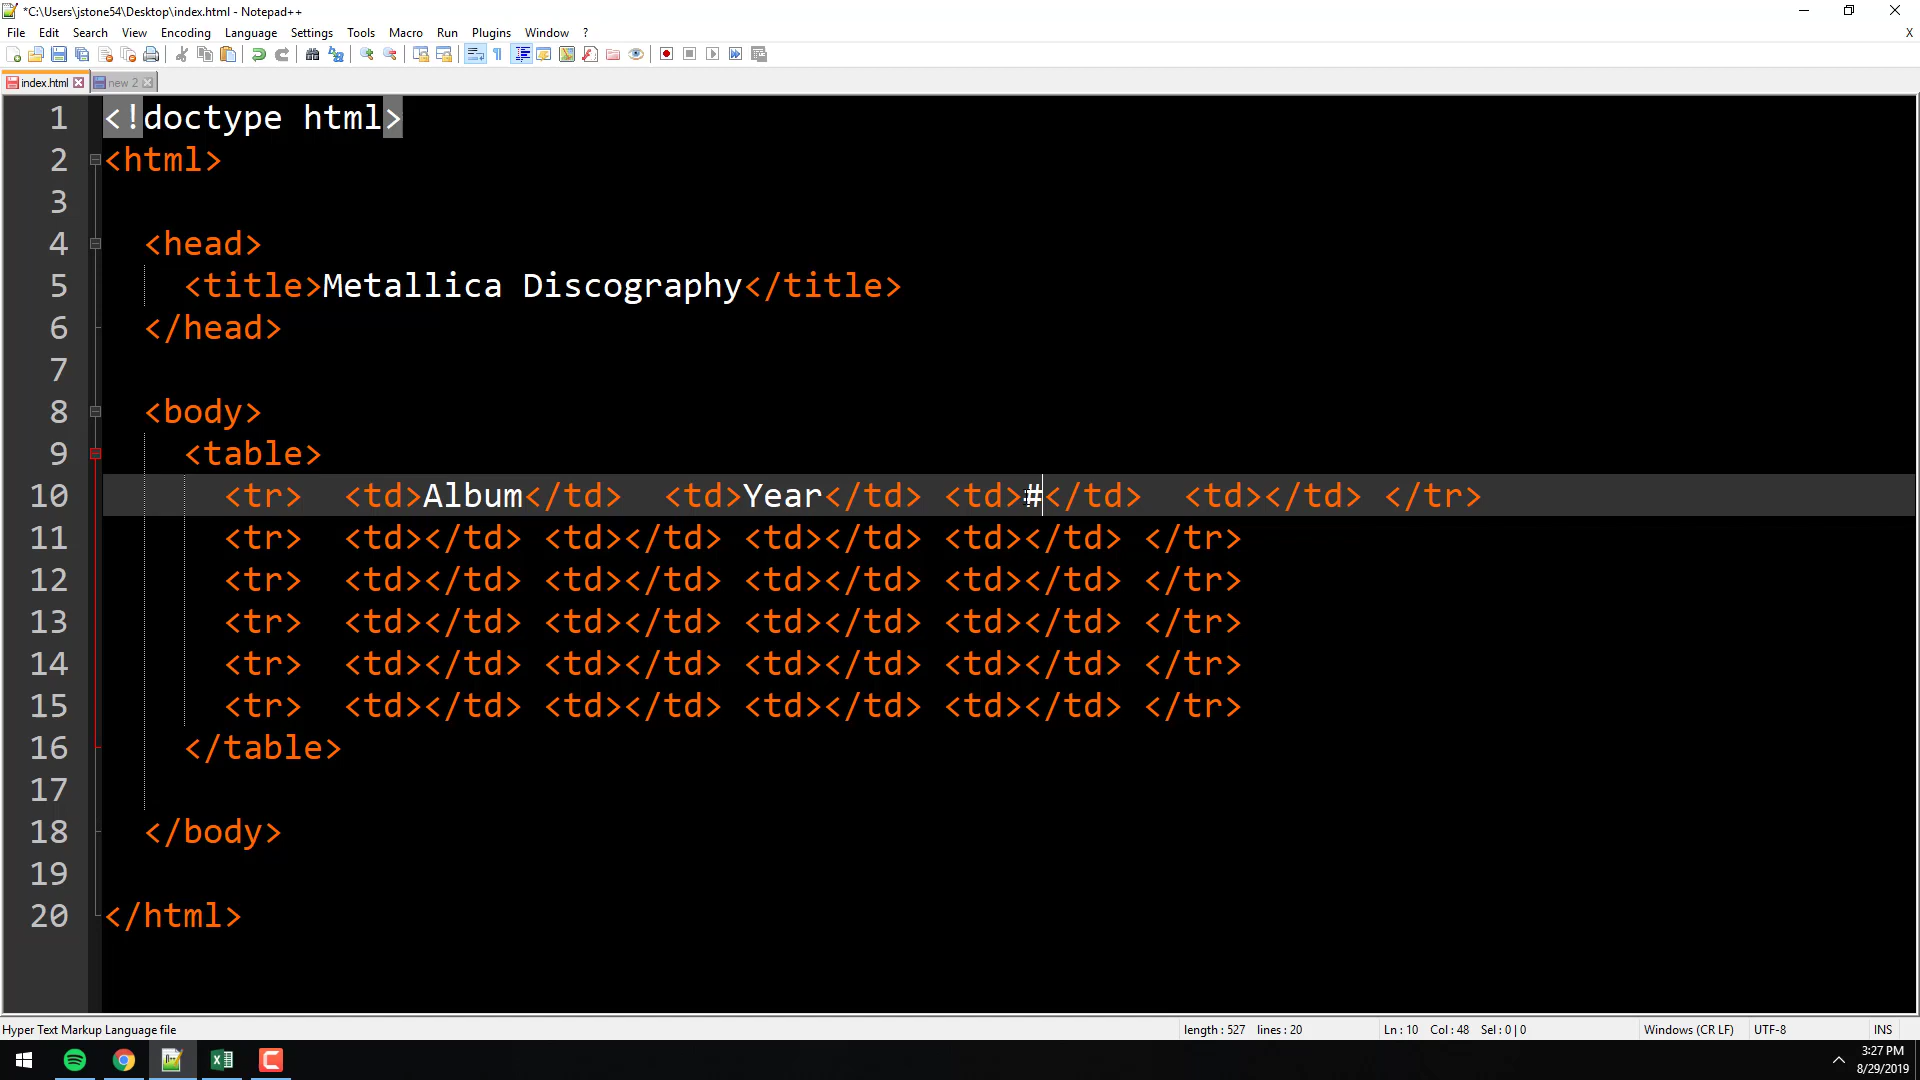 *C:\Users\jstone54\Desktop\index.html - Notepad++
File Edit Search View Encoding Language Settings Tools Macro Run Plugins Window ? X
index.html new 2
1 <!doctype html>
2 <html>
3
4 <head>
5 <title>Metallica Discography</title>
6 </head>
7
8 <body>
9 <table>
10 <tr> <td>Album</td> <td>Year</td> <td>#</td> <td></td> </tr>
11 <tr> <td></td> <td></td> <td></td> <td></td> </tr>
12 <tr> <td></td> <td></td> <td></td> <td></td> </tr>
13 <tr> <td></td> <td></td> <td></td> <td></td> </tr>
14 <tr> <td></td> <td></td> <td></td> <td></td> </tr>
15 <tr> <td></td> <td></td> <td></td> <td></td> </tr>
16 </table>
17
18 </body>
19
20 </html>
Hyper Text Markup Language file length : 527 lines : 20 Ln : 10 Col : 48 Sel : 0 | 0 Windows (CR LF) UTF-8 INS
3:27 PM
8/29/2019